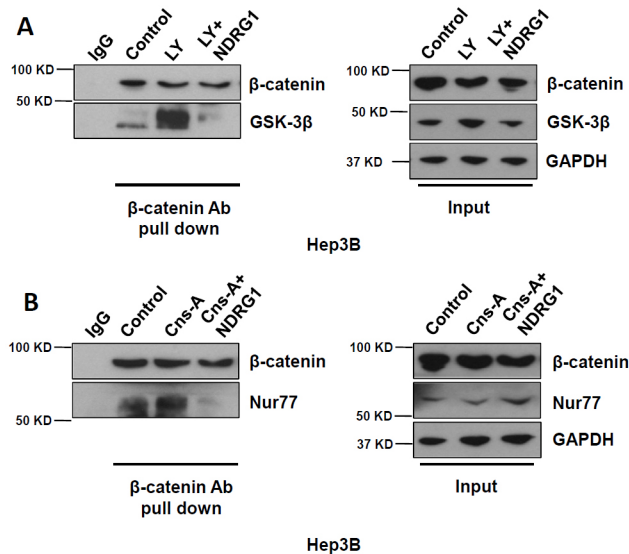 A
IgG
Control
LY
LY+
NDRG1
100 KD
50 KD
β-catenin
GSK-3β
β-catenin Ab
pull down
Control
LY
LY+
NDRG1
100 KD
50 KD
37 KD
β-catenin
GSK-3β
GAPDH
Input
Hep3B
B
IgG
Control
Cns-A
Cns-A+
NDRG1
100 KD
50 KD
β-catenin
Nur77
β-catenin Ab
pull down
Control
Cns-A
Cns-A+
NDRG1
100 KD
50 KD
37 KD
β-catenin
Nur77
GAPDH
Input
Hep3B